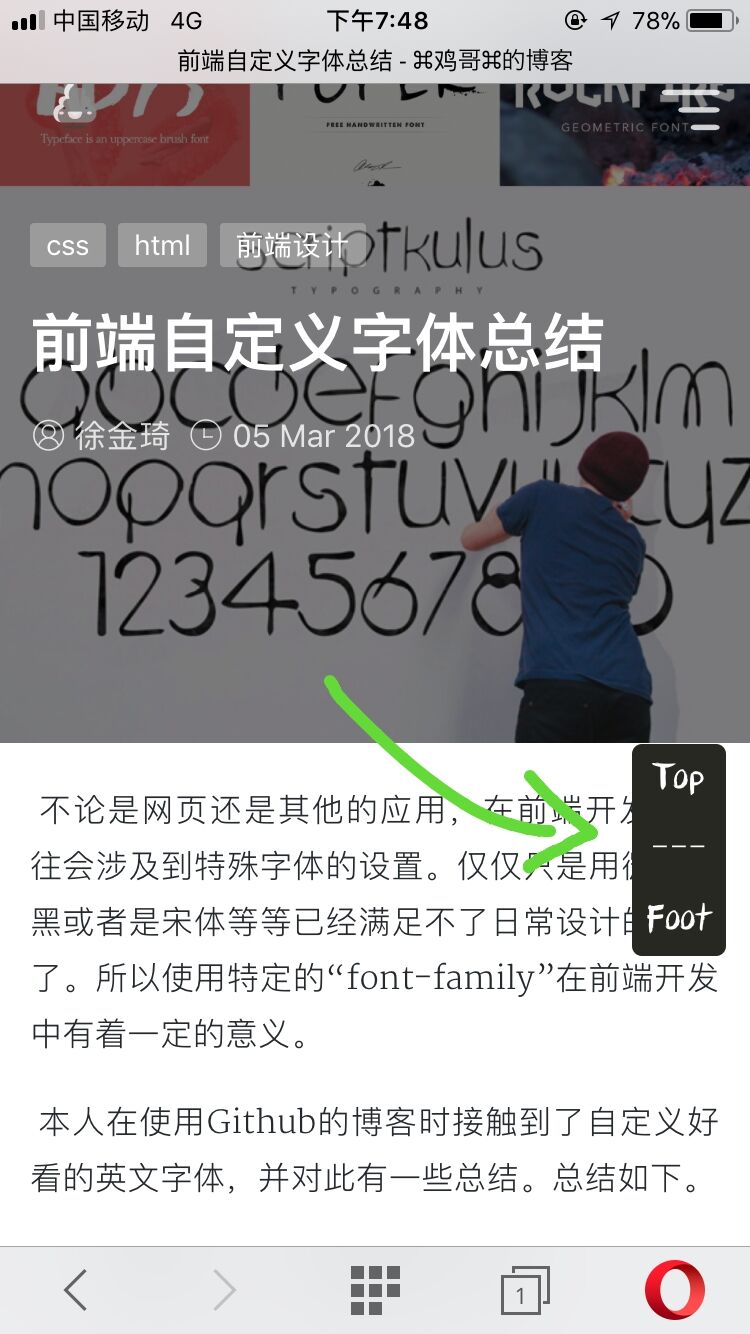 中国移动 4G 下午7:48 78%
前端自定义字体总结 - ⌘鸡哥⌘的博客
Typeface is an uppercase brush font
FREE HANDWRITTEN FONT
GEOMETRIC FONT
css html 前端设计
scriptkulus
TYPOGRAPHY
前端自定义字体总结
abcdefghijklm
徐金琦 05 Mar 2018
nopqrstuv
yz
12345678
0
Top
---
Foot
不论是网页还是其他的应用，在前端开发
往会涉及到特殊字体的设置。仅仅只是用微
黑或者是宋体等等已经满足不了日常设计的
了。所以使用特定的“font-family”在前端开发
中有着一定的意义。
本人在使用Github的博客时接触到了自定义好
看的英文字体，并对此有一些总结。总结如下。
1